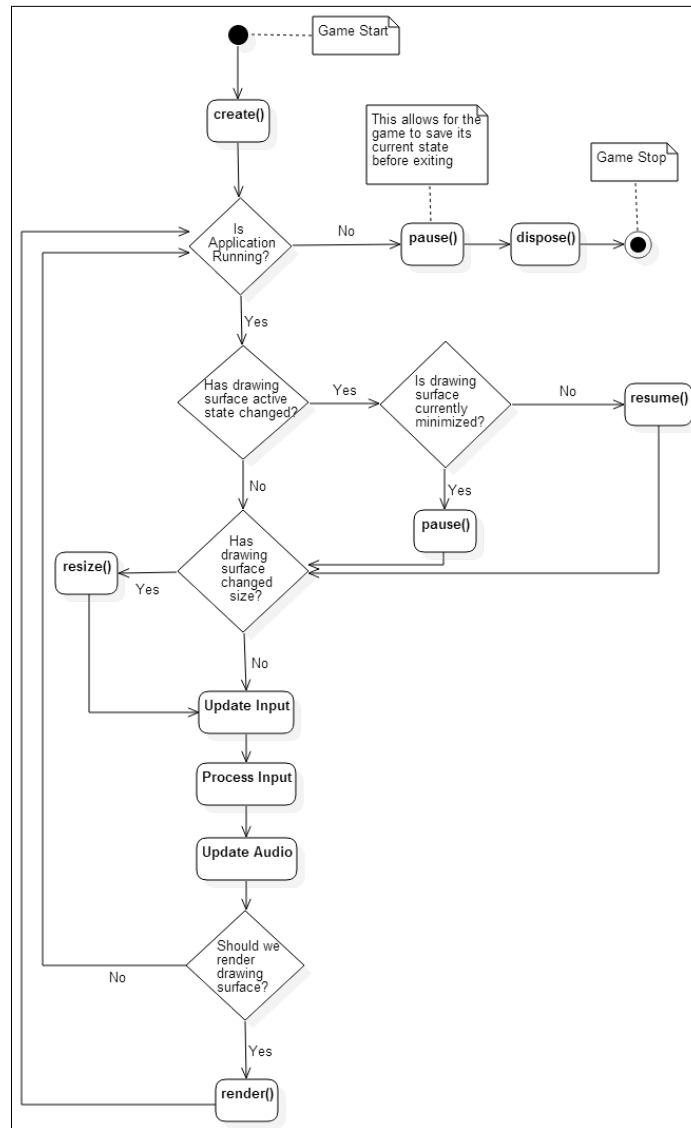 Game Start
create()
This allows for the
game to save its
current state
before exiting
Game Stop
Is
Application
Running?
No
pause()
dispose()
Yes
Has drawing
surface active
state changed?
Yes
Is drawing
surface
currently
minimized?
No
resume()
No
Yes
pause()
Has
drawing
surface
changed
size?
resize()
Yes
No
Update Input
Process Input
Update Audio
Should we
render
drawing
surface?
No
Yes
render()